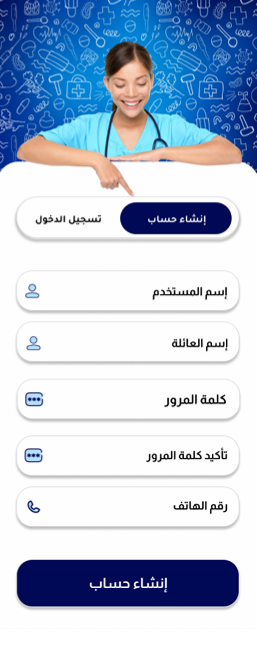 إنشاء حساب
تسجيل الدخول
إسم المستخدم
إسم العائلة
كلمة المرور
تأكيد كلمة المرور
رقم الهاتف
إنشاء حساب